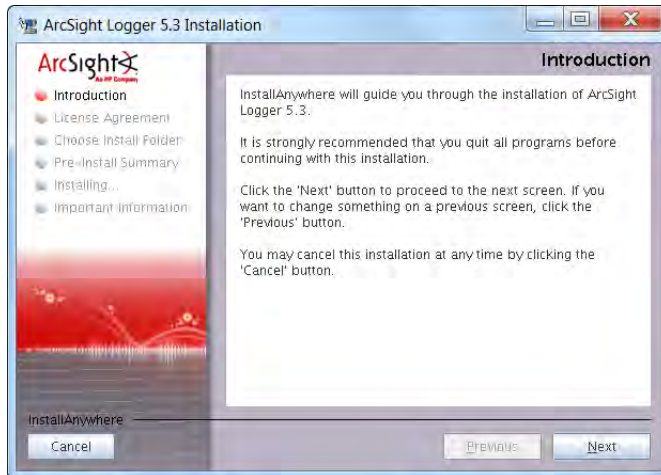 ArcSight Logger 5.3 Installation
ArcSight
An HP Company
Introduction
License Agreement
Choose Install Folder
Pre-Install Summary
Installing...
Important Information
Introduction
InstallAnywhere will guide you through the installation of ArcSight
Logger 5.3.
It is strongly recommended that you quit all programs before
continuing with this installation.
Click the 'Next' button to proceed to the next screen. If you
want to change something on a previous screen, click the
'Previous' button.
You may cancel this installation at any time by clicking the
'Cancel' button.
InstallAnywhere
Cancel
Previous
Next